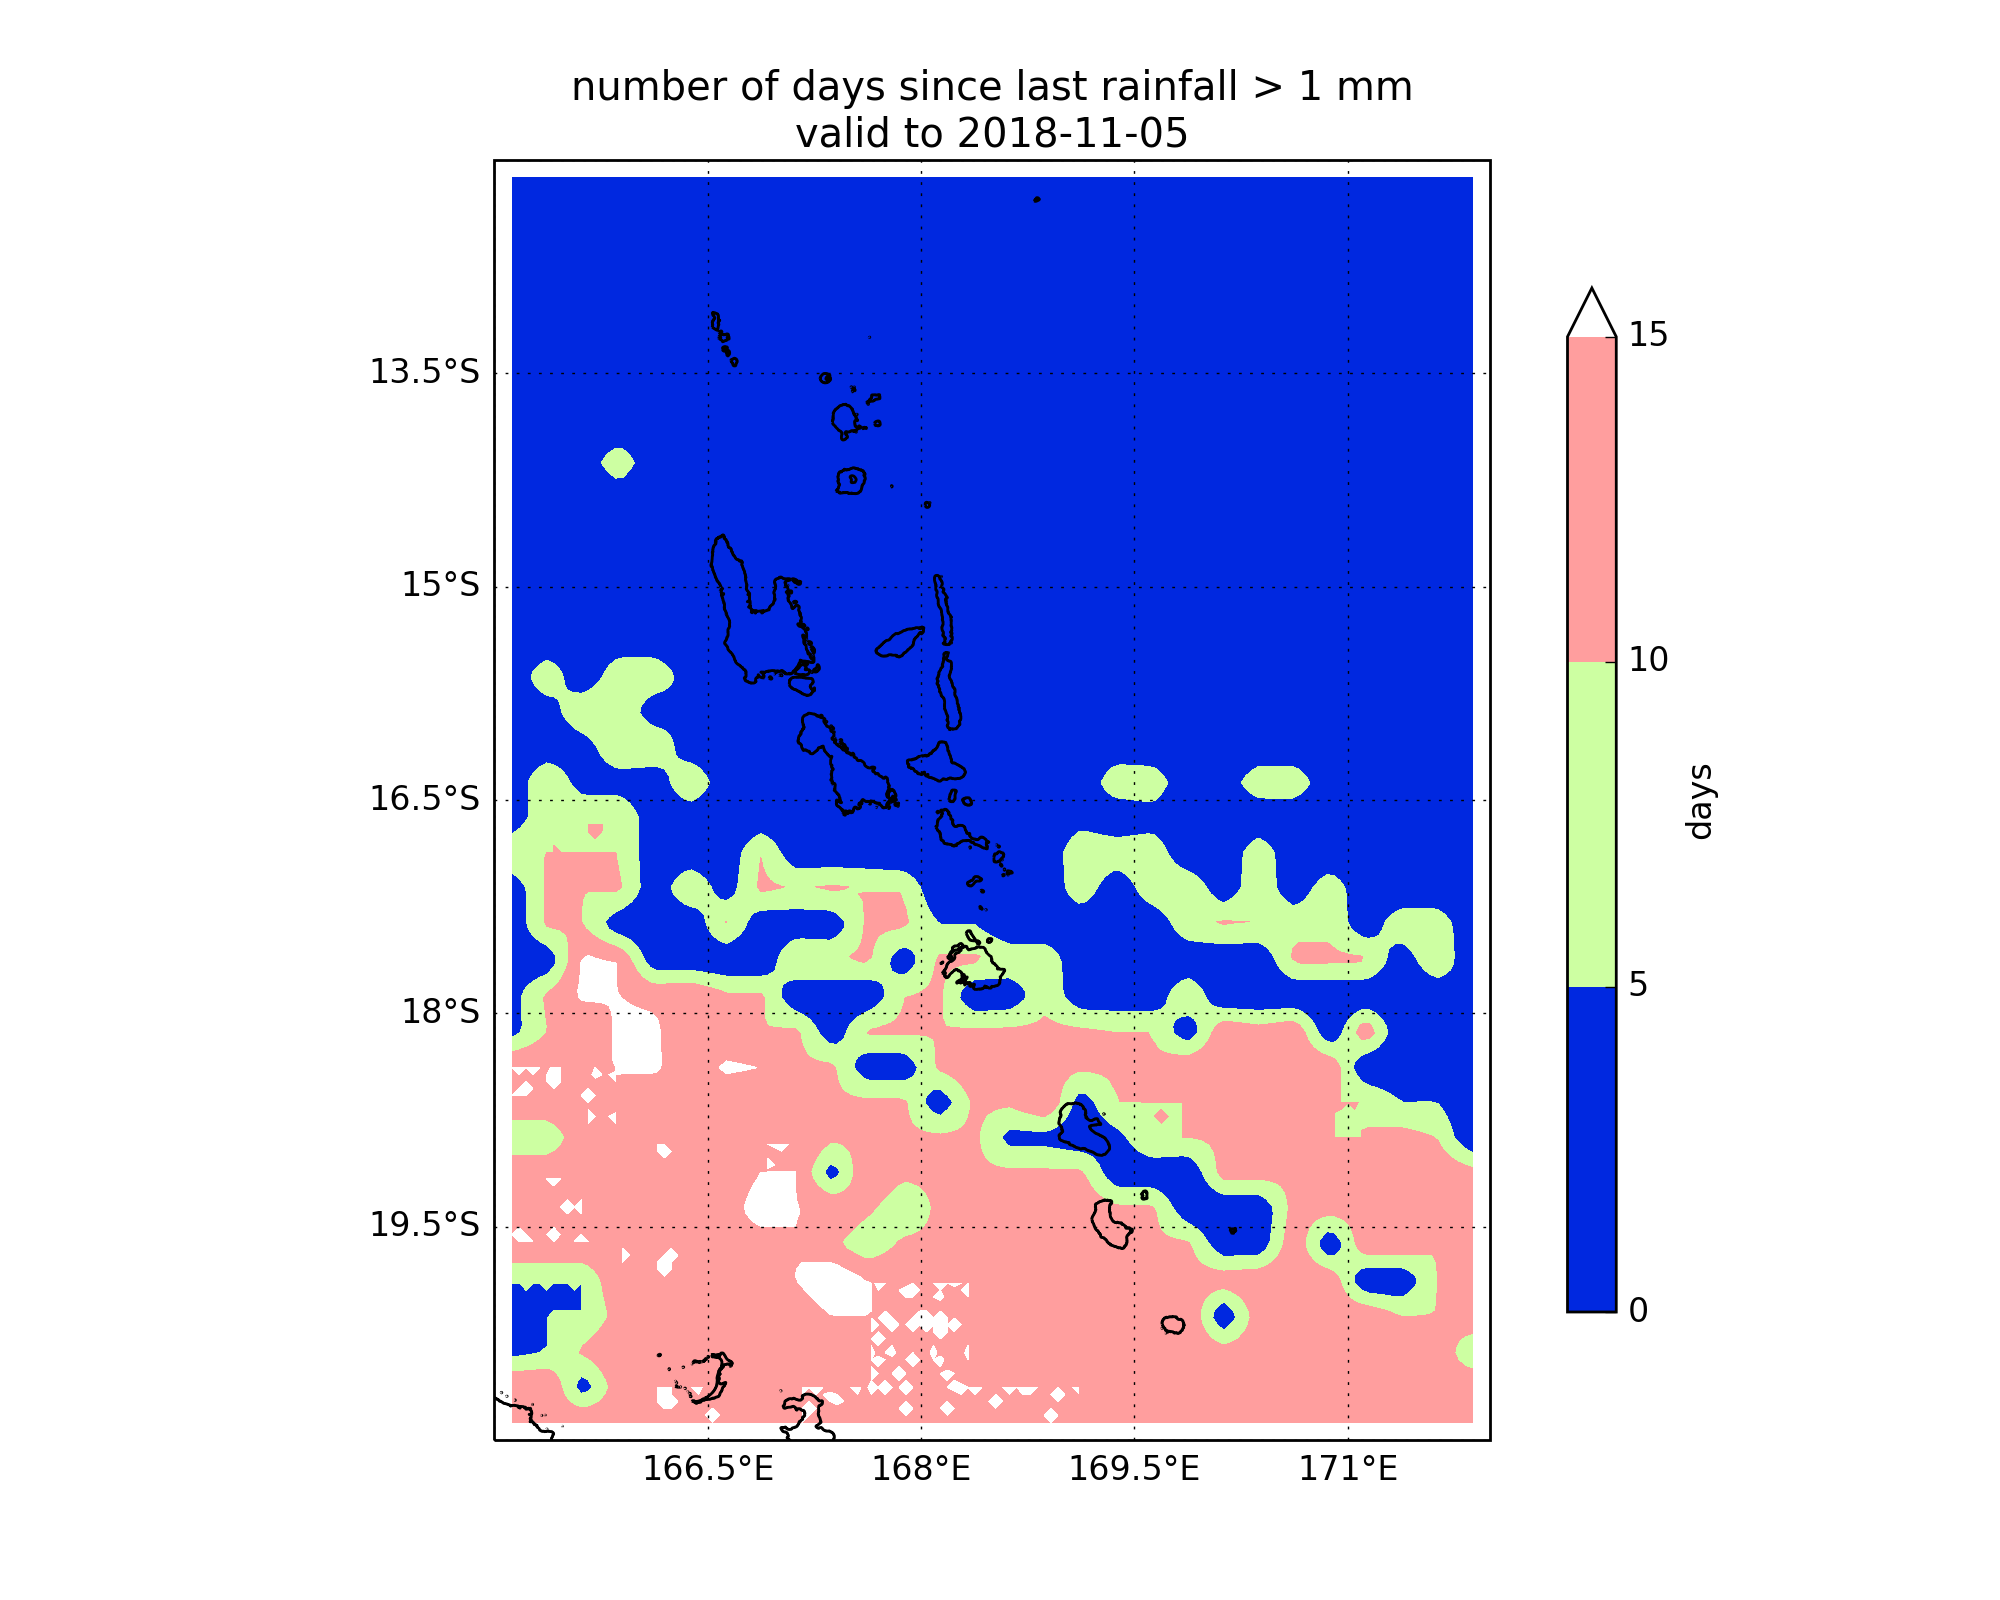 number of days since last rainfall > 1 mm
valid to 2018-11-05
13.5°S
15°S
16.5°S
18°S
19.5°S
166.5°E
168°E
169.5°E
171°E
15
10
5
0
days